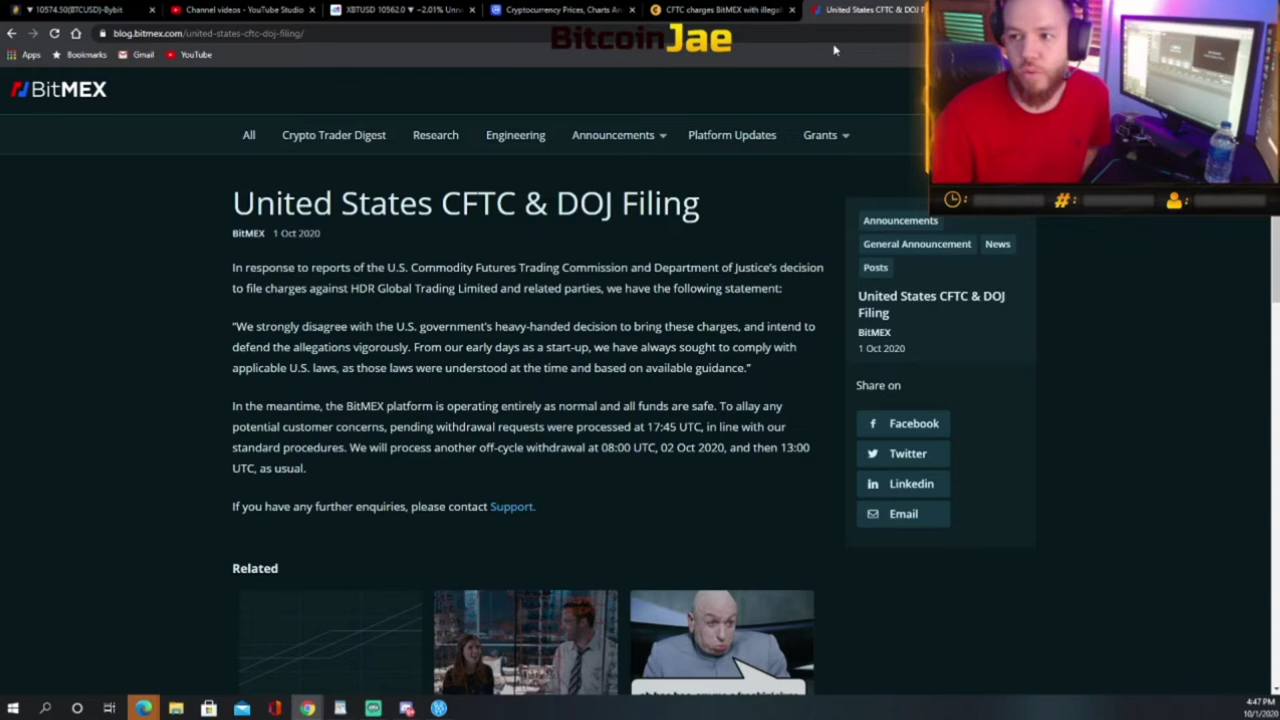 10574.50(BTCUSD)-Bybit
Channel videos - YouTube Studio
XBTUSD 10562.0 ▼ -2.01% Unr
Cryptocurrency Prices, Charts An
CFTC charges BitMEX with illegal
United States CFTC & DOJ F
blog.bitmex.com/united-states-cftc-doj-filing/
BitcoinJae
Apps
Bookmarks
Gmail
YouTube
BitMEX
All
Crypto Trader Digest
Research
Engineering
Announcements
Platform Updates
Grants
United States CFTC & DOJ Filing
BitMEX 1 Oct 2020
In response to reports of the U.S. Commodity Futures Trading Commission and Department of Justice's decision
to file charges against HDR Global Trading Limited and related parties, we have the following statement:
"We strongly disagree with the U.S. government's heavy-handed decision to bring these charges, and intend to
defend the allegations vigorously. From our early days as a start-up, we have always sought to comply with
applicable U.S. laws, as those laws were understood at the time and based on available guidance."
In the meantime, the BitMEX platform is operating entirely as normal and all funds are safe. To allay any
potential customer concerns, pending withdrawal requests were processed at 17:45 UTC, in line with our
standard procedures. We will process another off-cycle withdrawal at 08:00 UTC, 02 Oct 2020, and then 13:00
UTC, as usual.
If you have any further enquiries, please contact Support.
Related
#:
Announcements
General Announcement
News
Posts
United States CFTC & DOJ
Filing
BitMEX
1 Oct 2020
Share on
Facebook
Twitter
Linkedin
Email
4:47 PM
10/1/2020